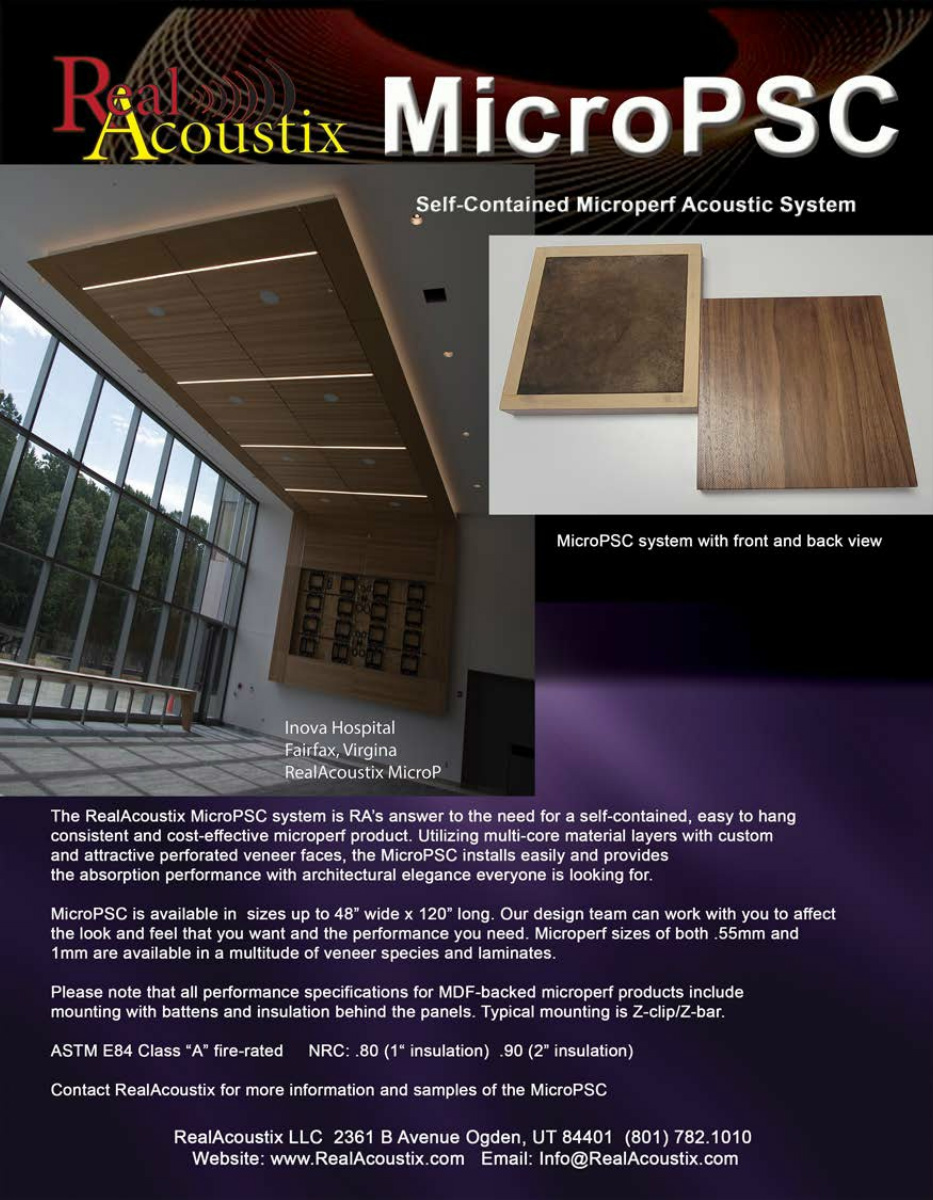 Real Acoustix
MicroPSC
Self-Contained Microperf Acoustic System
MicroPSC system with front and back view
Inova Hospital
Fairfax, Virgina
RealAcoustix MicroP
The RealAcoustix MicroPSC system is RA's answer to the need for a self-contained, easy to hang
consistent and cost-effective microperf product. Utilizing multi-core material layers with custom
and attractive perforated veneer faces, the MicroPSC installs easily and provides
the absorption performance with architectural elegance everyone is looking for.
MicroPSC is available in sizes up to 48” wide x 120” long. Our design team can work with you to affect
the look and feel that you want and the performance you need. Microperf sizes of both .55mm and
1mm are available in a multitude of veneer species and laminates.
Please note that all performance specifications for MDF-backed microperf products include
mounting with battens and insulation behind the panels. Typical mounting is Z-clip/Z-bar.
ASTM E84 Class “A” fire-rated NRC: .80 (1“ insulation) .90 (2” insulation)
Contact RealAcoustix for more information and samples of the MicroPSC
RealAcoustix LLC 2361 B Avenue Ogden, UT 84401 (801) 782.1010
Website: www.RealAcoustix.com Email: Info@RealAcoustix.com